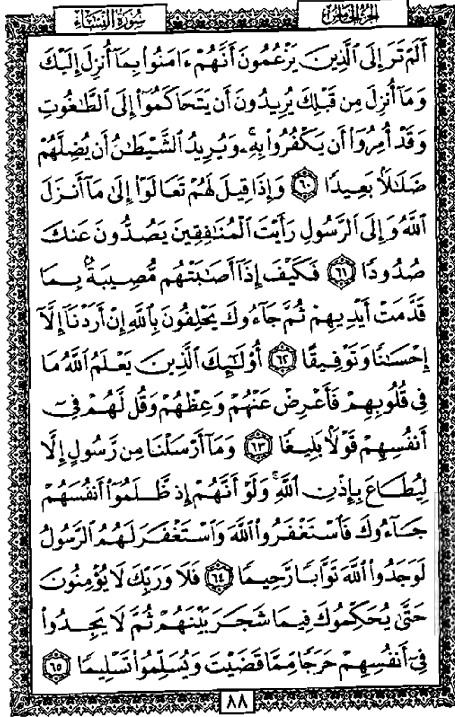 سُورَةُ النِّسَاءِ
الجزء الخامس
أَلَمْ تَرَ إِلَى الَّذِينَ يَزْعُمُونَ أَنَّهُمْ ءَامَنُوا بِمَا أُنزِلَ إِلَيْكَ
وَمَا أُنزِلَ مِن قَبْلِكَ يُرِيدُونَ أَن يَتَحَاكَمُوا إِلَى الطَّاغُوتِ
وَقَدْ أُمِرُوا أَن يَكْفُرُوا بِهِ وَيُرِيدُ الشَّيْطَانُ أَن يُضِلَّهُمْ
ضَلَالًا بَعِيدًا ٦٠ وَإِذَا قِيلَ لَهُمْ تَعَالَوْا إِلَى مَا أَنزَلَ
اللَّهُ وَإِلَى الرَّسُولِ رَأَيْتَ الْمُنَافِقِينَ يَصُدُّونَ عَنكَ
صُدُودًا ٦١ فَكَيْفَ إِذَا أَصَابَتْهُم مُّصِيبَةٌ بِمَا
قَدَّمَتْ أَيْدِيهِمْ ثُمَّ جَاءُوكَ يَحْلِفُونَ بِاللَّهِ إِنْ أَرَدْنَا إِلَّا
إِحْسَانًا وَتَوْفِيقًا ٦٢ أُولَٰئِكَ الَّذِينَ يَعْلَمُ اللَّهُ مَا
فِي قُلُوبِهِمْ فَأَعْرِضْ عَنْهُمْ وَعِظْهُمْ وَقُل لَّهُمْ فِي
أَنفُسِهِمْ قَوْلًا بَلِيغًا ٦٣ وَمَا أَرْسَلْنَا مِن رَّسُولٍ إِلَّا
لِيُطَاعَ بِإِذْنِ اللَّهِ وَلَوْ أَنَّهُمْ إِذ ظَّلَمُوا أَنفُسَهُمْ
جَاءُوكَ فَاسْتَغْفَرُوا اللَّهَ وَاسْتَغْفَرَ لَهُمُ الرَّسُولُ
لَوَجَدُوا اللَّهَ تَوَّابًا رَّحِيمًا ٦٤ فَلَا وَرَبِّكَ لَا يُؤْمِنُونَ
حَتَّىٰ يُحَكِّمُوكَ فِيمَا شَجَرَ بَيْنَهُمْ ثُمَّ لَا يَجِدُوا
فِي أَنفُسِهِمْ حَرَجًا مِّمَّا قَضَيْتَ وَيُسَلِّمُوا تَسْلِيمًا ٦٥
٨٨